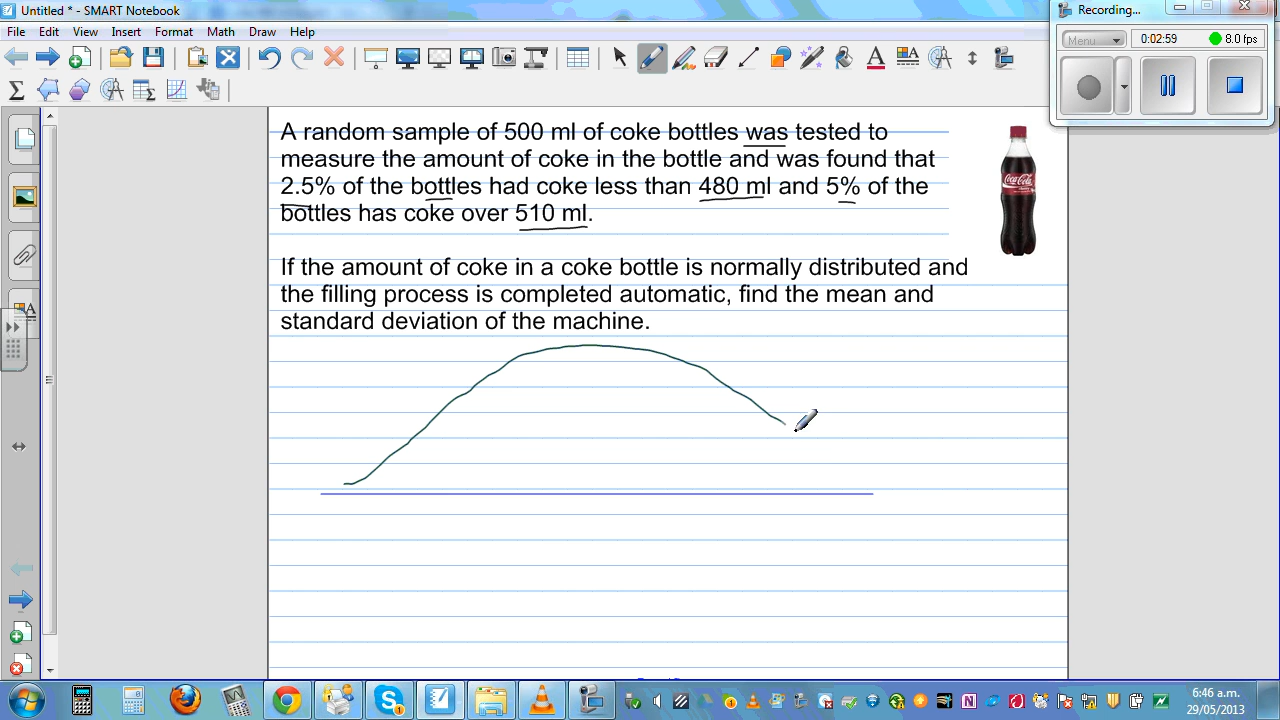 Untitled * - SMART Notebook
Recording...
File Edit View Insert Format Math Draw Help
Menu
0:02:59
8.0 fps
A random sample of 500 ml of coke bottles was tested to
measure the amount of coke in the bottle and was found that
2.5% of the bottles had coke less than 480 ml and 5% of the
bottles has coke over 510 ml.
Coca-Cola
If the amount of coke in a coke bottle is normally distributed and
the filling process is completed automatic, find the mean and
standard deviation of the machine.
6:46 a.m.
29/05/2013